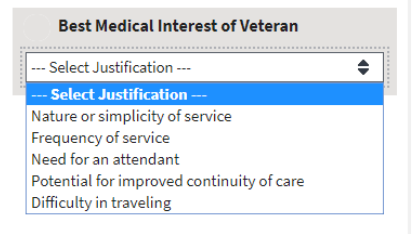 Best Medical Interest of Veteran
--- Select Justification ---
--- Select Justification ---
Nature or simplicity of service
Frequency of service
Need for an attendant
Potential for improved continuity of care
Difficulty in traveling